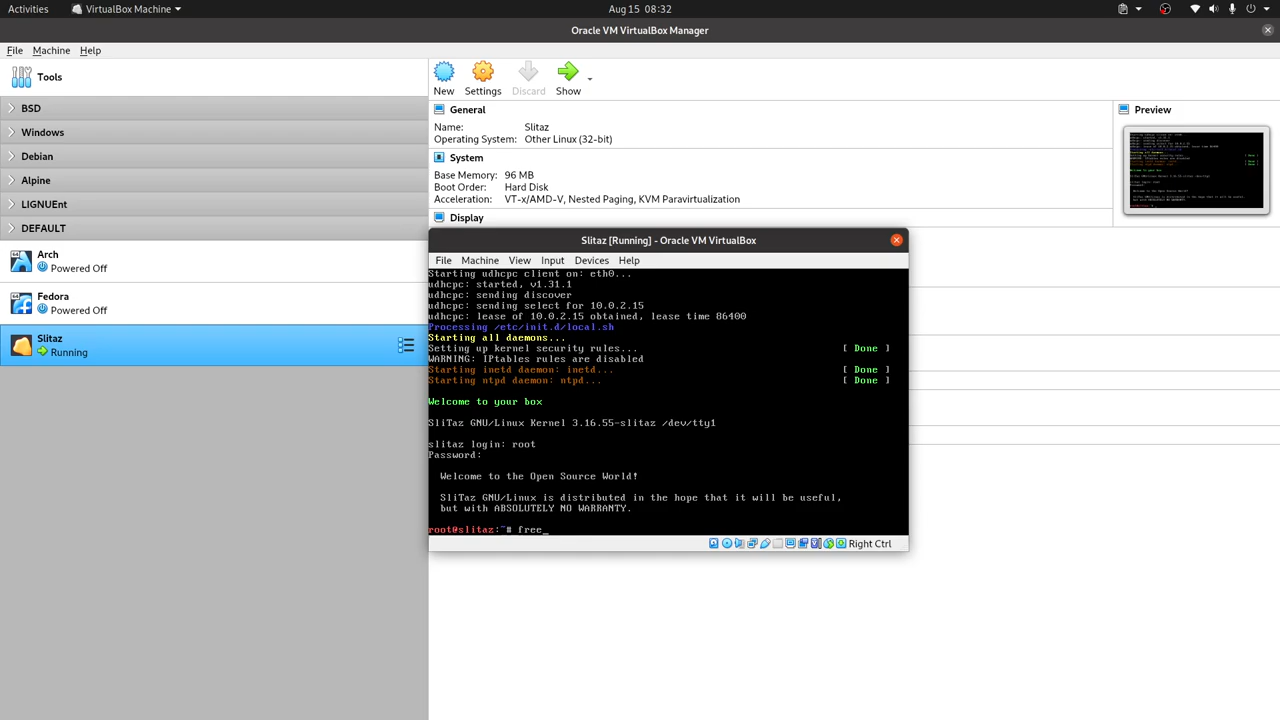 Activities
VirtualBox Machine
Aug 15 08:32
Oracle VM VirtualBox Manager
File Machine Help
Tools
BSD
Windows
Debian
Alpine
LIGNUEnt
DEFAULT
Arch
Powered Off
Fedora
Powered Off
Slitaz
Running
New Settings Discard Show
General
Name: Slitaz
Operating System: Other Linux (32-bit)
System
Base Memory: 96 MB
Boot Order: Hard Disk
Acceleration: VT-x/AMD-V, Nested Paging, KVM Paravirtualization
Display
Preview
Slitaz [Running] - Oracle VM VirtualBox
File Machine View Input Devices Help
Starting udhcpc client on: eth0...
udhcpc: started, v1.31.1
udhcpc: sending discover
udhcpc: sending select for 10.0.2.15
udhcpc: lease of 10.0.2.15 obtained, lease time 86400
Processing /etc/init.d/local.sh
Starting all daemons...
Setting up kernel security rules... [ Done ]
WARNING: IPtables rules are disabled
Starting inetd daemon: inetd... [ Done ]
Starting ntpd daemon: ntpd... [ Done ]
Welcome to your box
SliTaz GNU/Linux Kernel 3.16.55-slitaz /dev/tty1
slitaz login: root
Password:
Welcome to the Open Source World!
SliTaz GNU/Linux is distributed in the hope that it will be useful,
but with ABSOLUTELY NO WARRANTY.
root@slitaz:~# free_
Right Ctrl